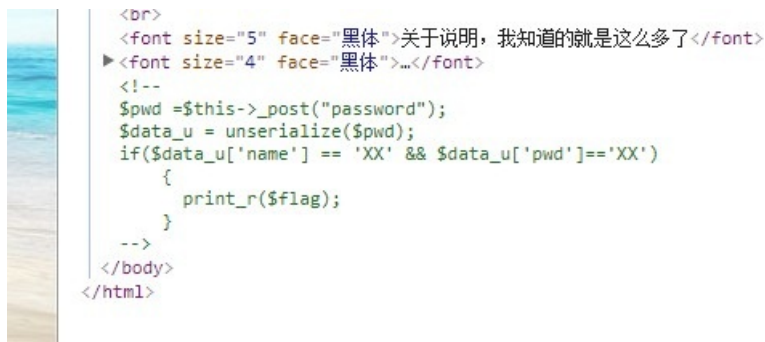 <br>
<font size="5" face="黑体">关于说明，我知道的就是这么多了</font>
▶<font size="4" face="黑体">…</font>
<!--
$pwd =$this->_post("password");
$data_u = unserialize($pwd);
if($data_u['name'] == 'XX' && $data_u['pwd']=='XX')
{
print_r($flag);
}
-->
</body>
</html>